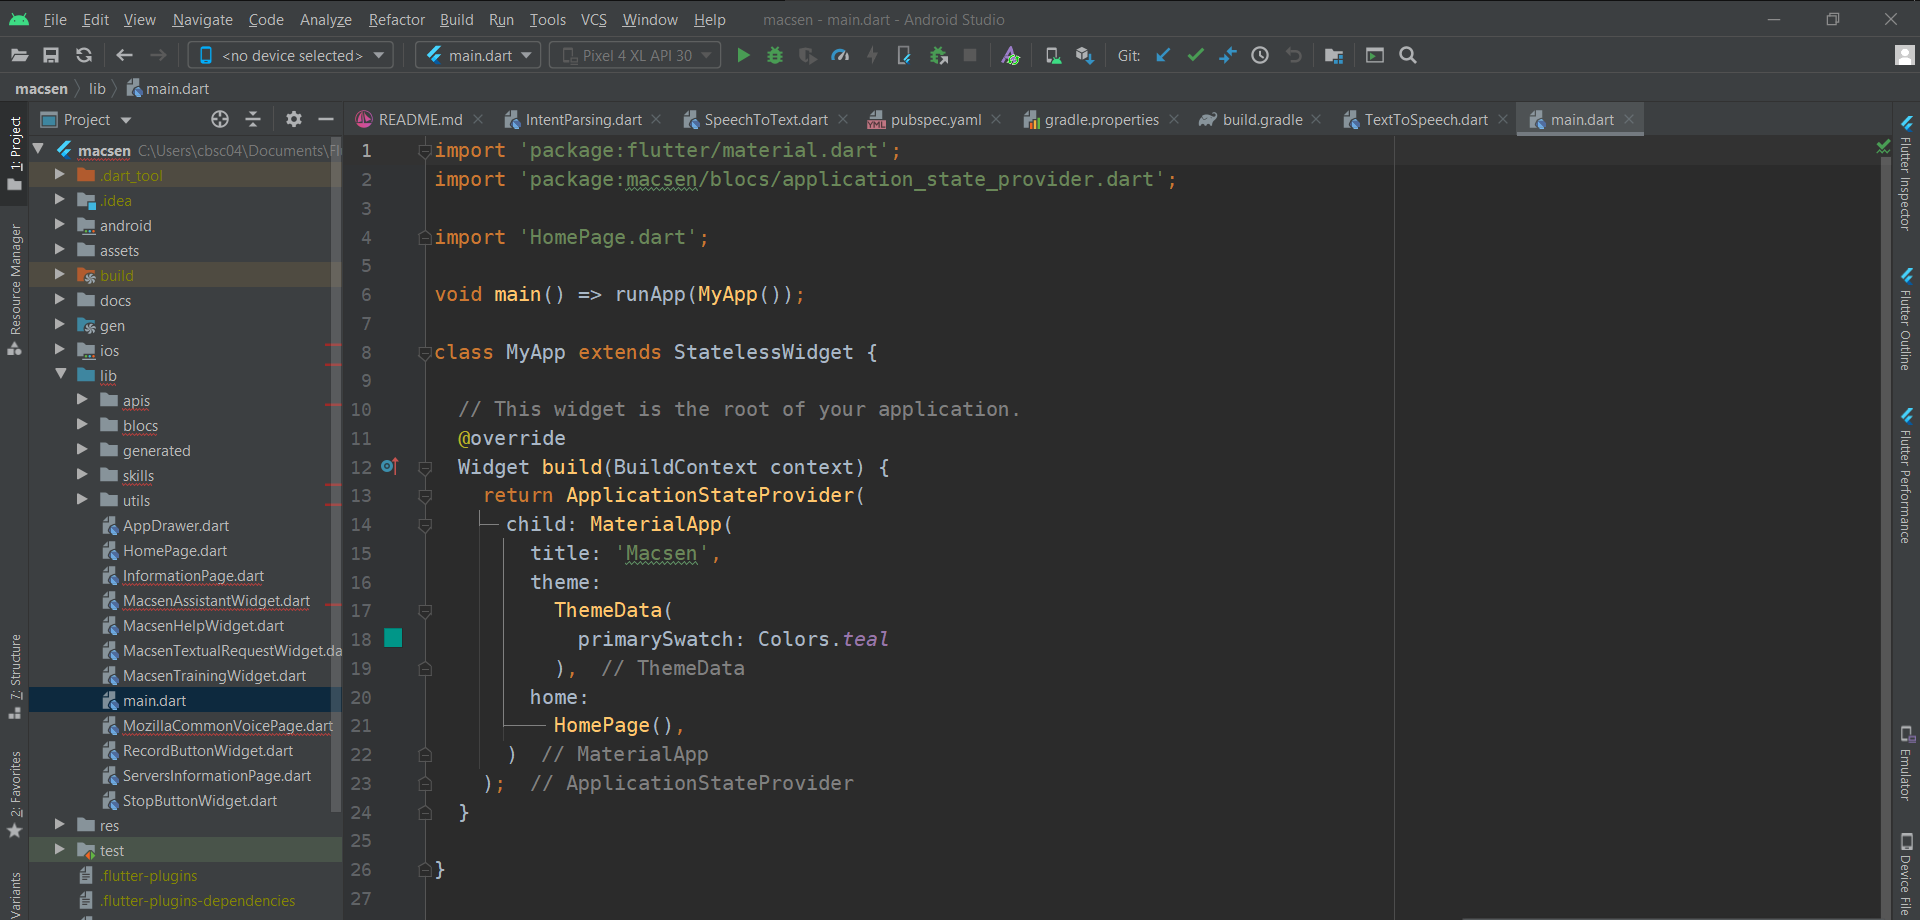 File Edit View Navigate Code Analyze Refactor Build Run Tools VCS Window Help macsen - main.dart - Android Studio
<no device selected> main.dart Pixel 4 XL API 30 Git:
macsen lib main.dart
Project README.md IntentParsing.dart SpeechToText.dart pubspec.yaml gradle.properties build.gradle TextToSpeech.dart main.dart
1: Project
Resource Manager
7: Structure
2: Favorites
Variants
macsen C:\Users\cbsc04\Documents\Fl
.dart_tool
.idea
android
assets
build
docs
gen
ios
lib
apis
blocs
generated
skills
utils
AppDrawer.dart
HomePage.dart
InformationPage.dart
MacsenAssistantWidget.dart
MacsenHelpWidget.dart
MacsenTextualRequestWidget.da
MacsenTrainingWidget.dart
main.dart
MozillaCommonVoicePage.dart
RecordButtonWidget.dart
ServersInformationPage.dart
StopButtonWidget.dart
res
test
.flutter-plugins
.flutter-plugins-dependencies
1 import 'package:flutter/material.dart';
2 import 'package:macsen/blocs/application_state_provider.dart';
3
4 import 'HomePage.dart';
5
6 void main() => runApp(MyApp());
7
8 class MyApp extends StatelessWidget {
9
10 // This widget is the root of your application.
11 @override
12 Widget build(BuildContext context) {
13 return ApplicationStateProvider(
14 child: MaterialApp(
15 title: 'Macsen',
16 theme:
17 ThemeData(
18 primarySwatch: Colors.teal
19 ), // ThemeData
20 home:
21 HomePage(),
22 ) // MaterialApp
23 ); // ApplicationStateProvider
24 }
25
26 }
27
Flutter Inspector
Flutter Outline
Flutter Performance
Emulator
Device File